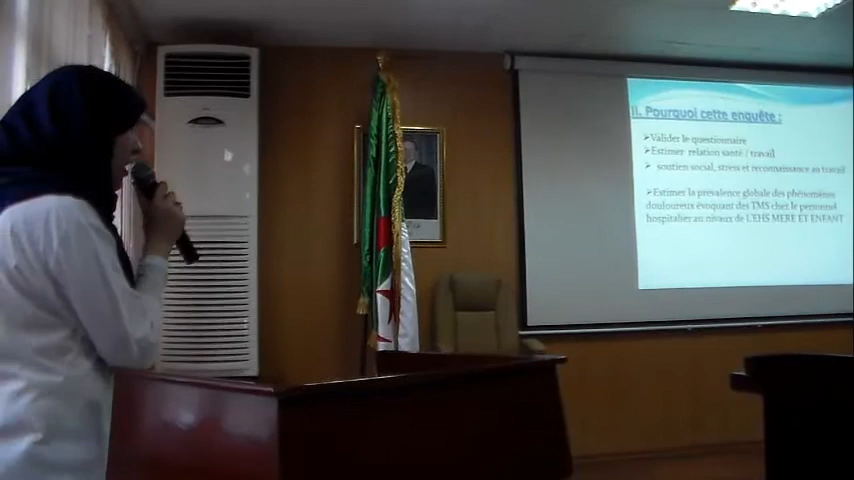 II. Pourquoi cette enquête :
➢Valider le questionnaire
➢Estimer relation santé / travail
➢ soutien social, stress et reconnaissance au travail
➢Estimer la prevalence globale des phénomènes
douloureux évoquant des TMS chez le personnel
hospitalier au niveaux de L'EHS MERE ET ENFANT